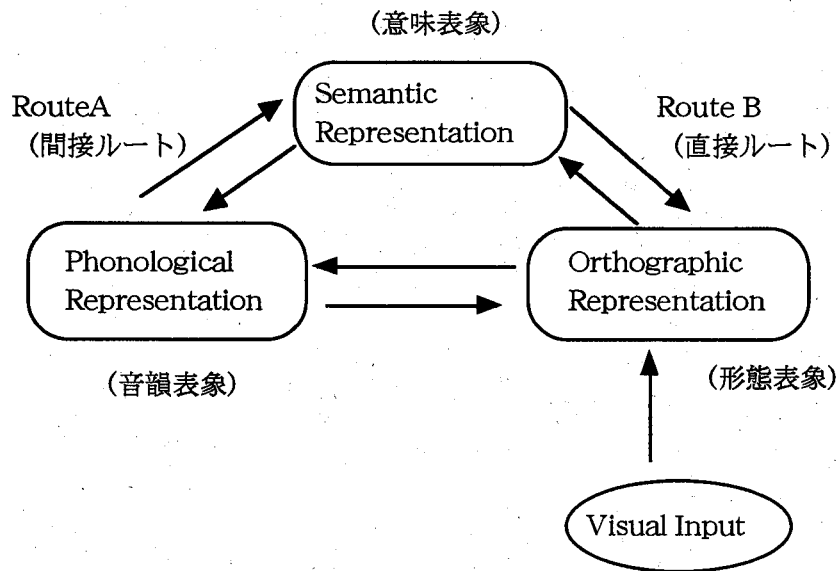 (意味表象)
RouteA
(間接ルート)
Semantic
Representation
Route B
(直接ルート)
Phonological
Representation
Orthographic
Representation
(音韻表象)
(形態表象)
Visual Input